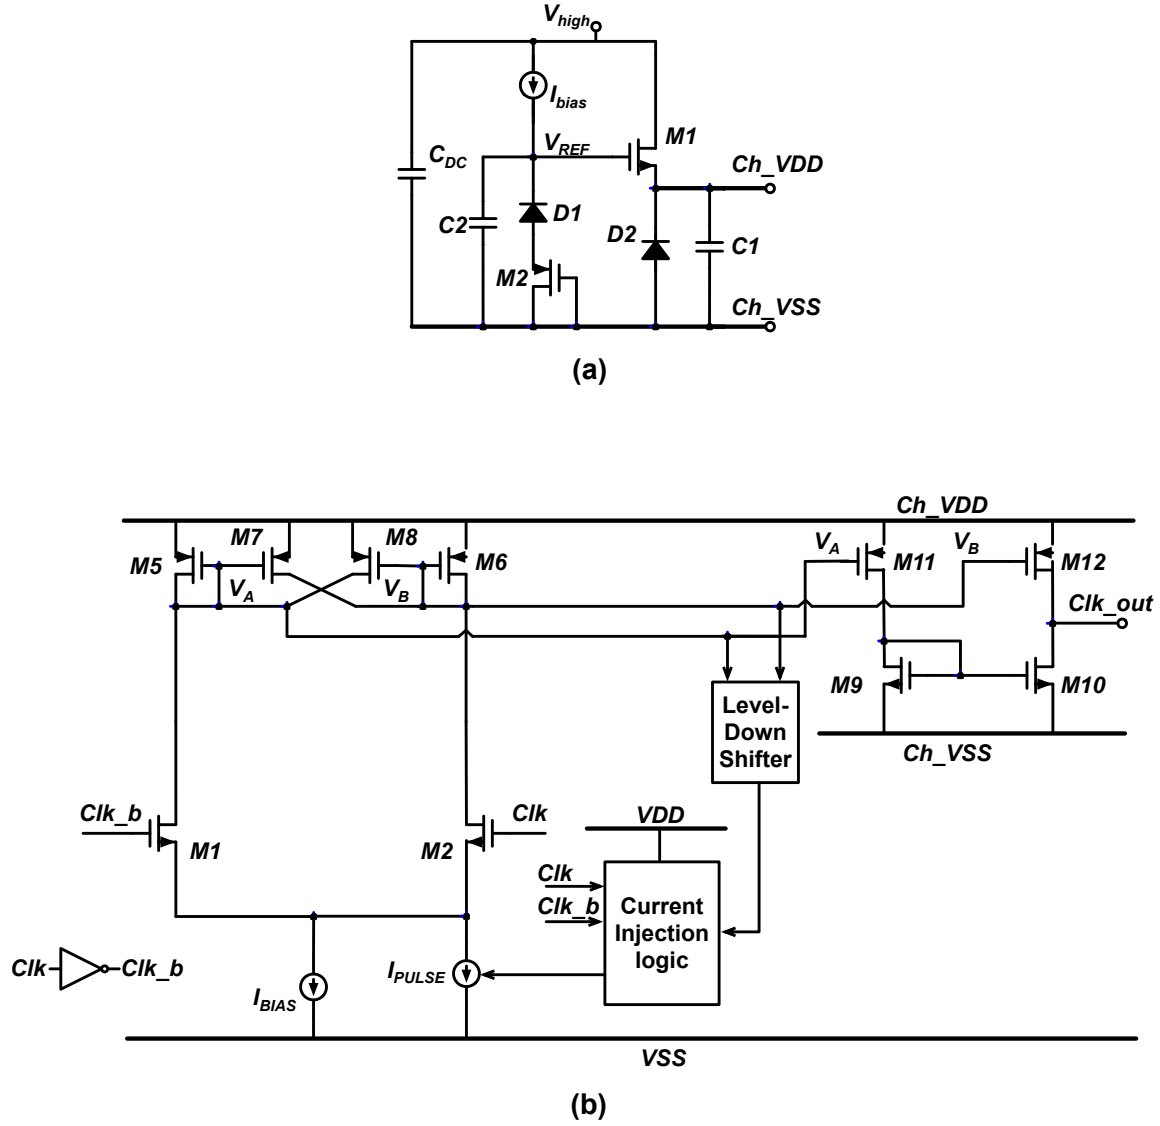 V_high
I_bias
V_REF
M1
C_DC
Ch_VDD
C2
D1
D2
C1
M2
Ch_VSS
(a)
Ch_VDD
M5
M7
M8
M6
V_A
V_B
V_A
M11
V_B
M12
Clk_out
M9
M10
Level-
Down
Shifter
Ch_VSS
Clk_b
M1
Clk
M2
VDD
Clk
Clk_b
Current
Injection
logic
Clk
Clk_b
I_BIAS
I_PULSE
VSS
(b)